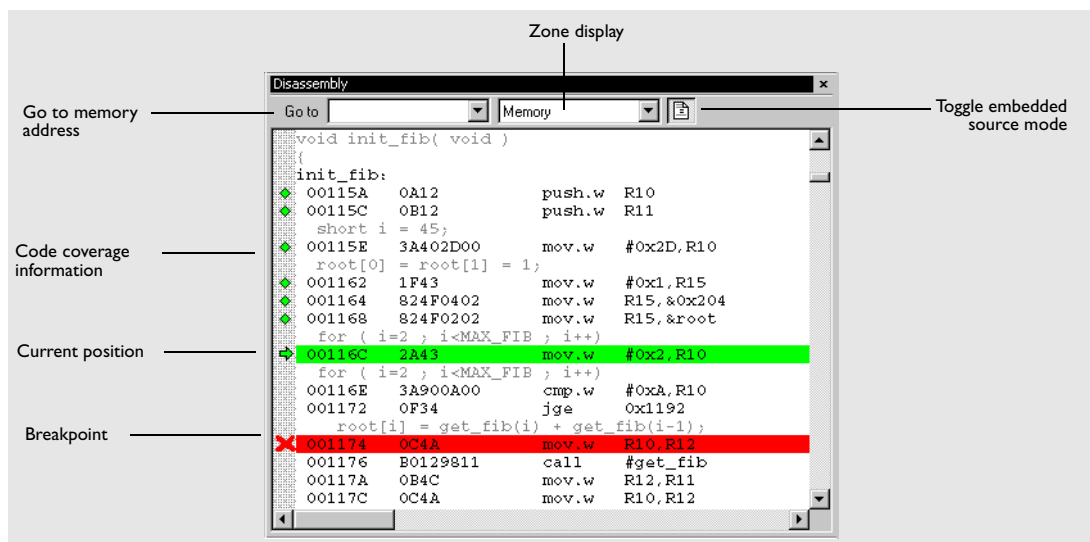 Zone display
Disassembly
Go to memory
address
Go to
Memory
Toggle embedded
source mode
void init_fib( void )
{
init_fib:
00115A 0A12 push.w R10
00115C 0B12 push.w R11
short i = 45;
Code coverage
information
00115E 3A402D00 mov.w #0x2D,R10
root[0] = root[1] = 1;
001162 1F43 mov.w #0x1,R15
001164 824F0402 mov.w R15,&0x204
001168 824F0202 mov.w R15,&root
for ( i=2 ; i<MAX_FIB ; i++)
Current position
00116C 2A43 mov.w #0x2,R10
for ( i=2 ; i<MAX_FIB ; i++)
00116E 3A900A00 cmp.w #0xA,R10
001172 0F34 jge 0x1192
root[i] = get_fib(i) + get_fib(i-1);
Breakpoint
001174 0C4A mov.w R10,R12
001176 B0129811 call #get_fib
00117A 0B4C mov.w R12,R11
00117C 0C4A mov.w R10,R12